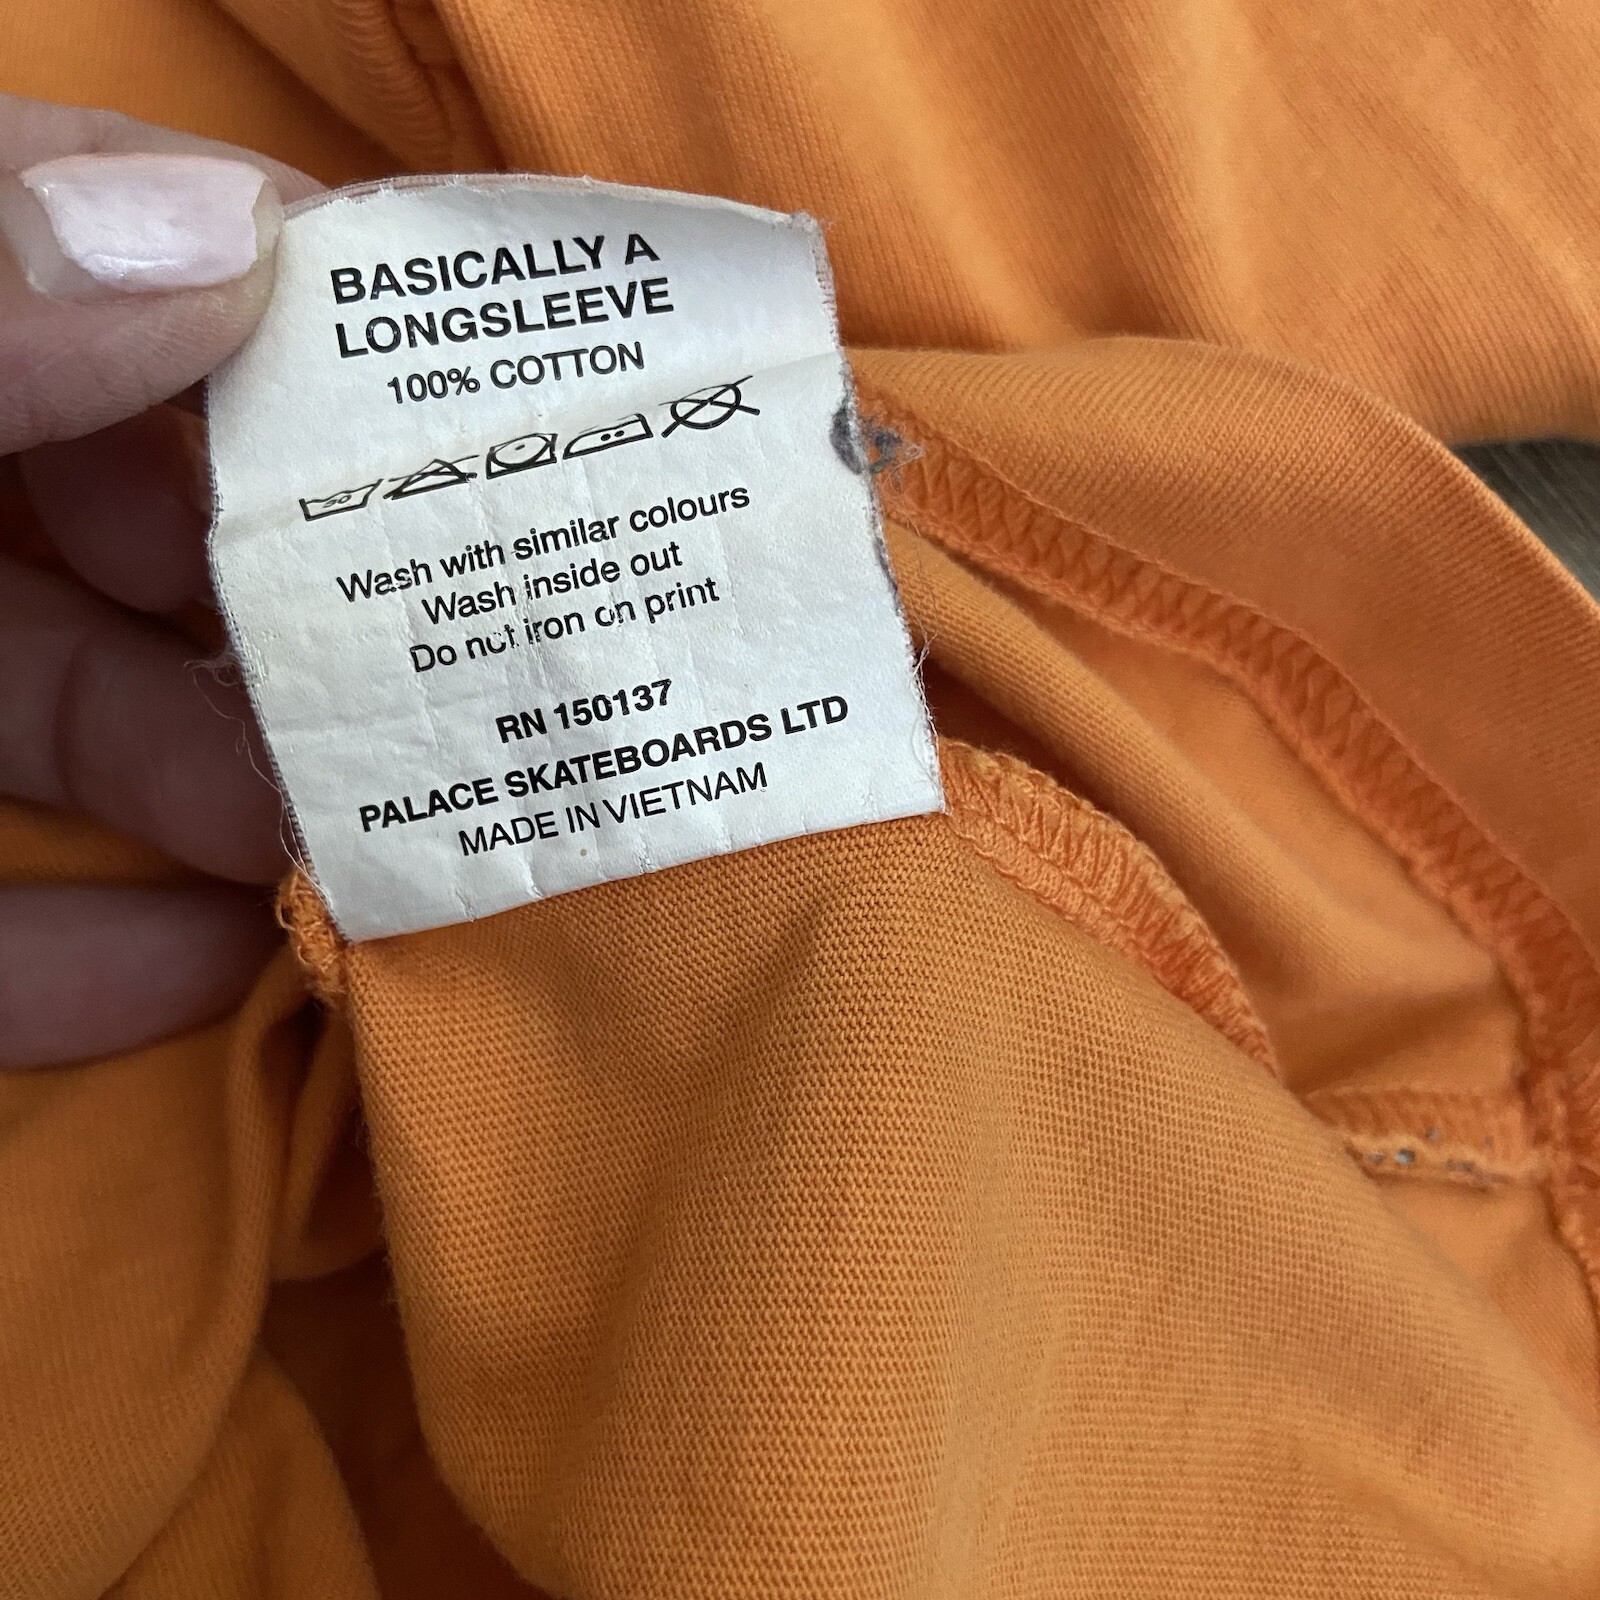 BASICALLY A
LONGSLEEVE
100% COTTON
30
Wash with similar colours
Wash inside out
Do not iron on print
RN 150137
PALACE SKATEBOARDS LTD
MADE IN VIETNAM